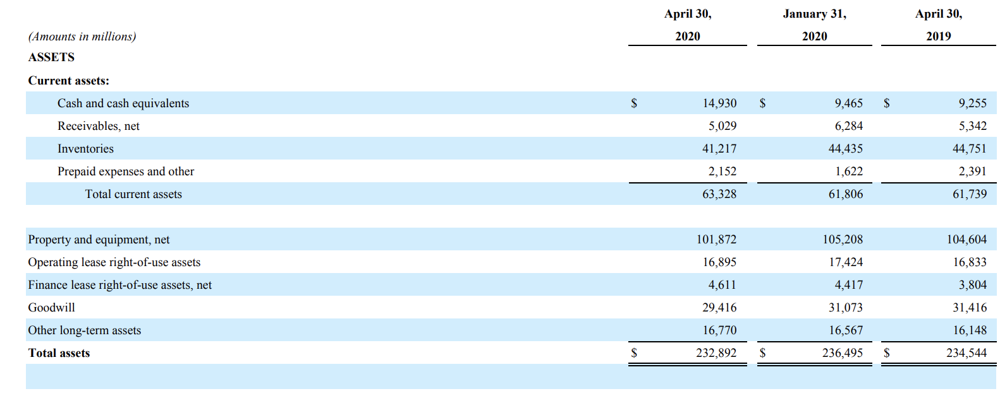 April 30, January 31, April 30,
(Amounts in millions) 2020 2020 2019
ASSETS
Current assets:
Cash and cash equivalents $ 14,930 $ 9,465 $ 9,255
Receivables, net 5,029 6,284 5,342
Inventories 41,217 44,435 44,751
Prepaid expenses and other 2,152 1,622 2,391
Total current assets 63,328 61,806 61,739
Property and equipment, net 101,872 105,208 104,604
Operating lease right-of-use assets 16,895 17,424 16,833
Finance lease right-of-use assets, net 4,611 4,417 3,804
Goodwill 29,416 31,073 31,416
Other long-term assets 16,770 16,567 16,148
Total assets $ 232,892 $ 236,495 $ 234,544